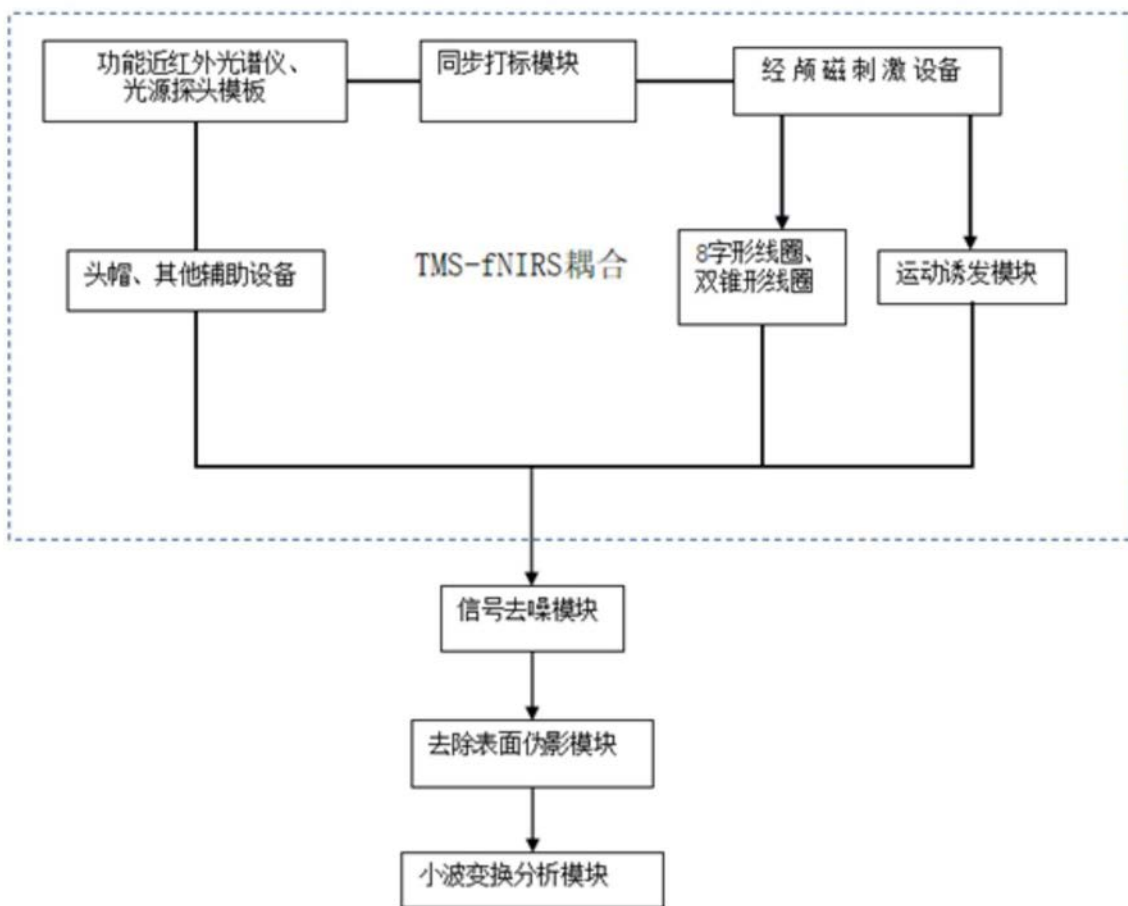 功能近红外光谱仪、
光源探头模板
同步打标模块
经颅磁刺激设备
头帽、其他辅助设备
TMS-fNIRS耦合
8字形线圈、
双锥形线圈
运动诱发模块
信号去噪模块
去除表面伪影模块
小波变换分析模块